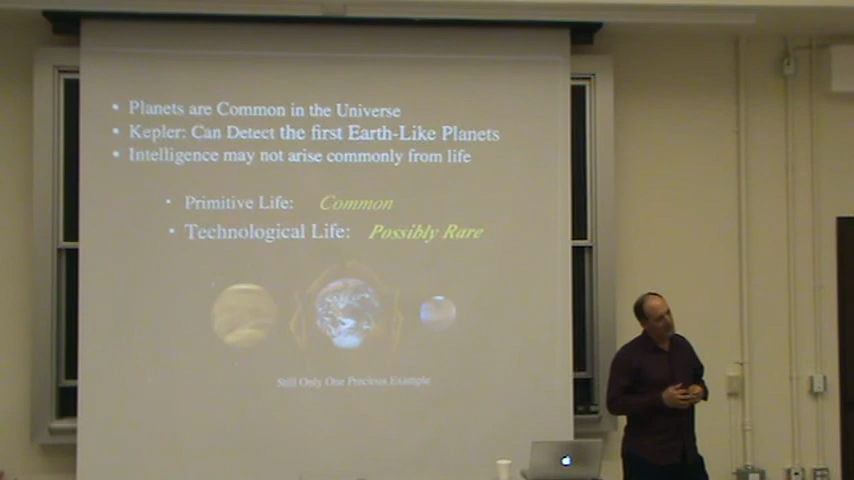 • Planets are Common in the Universe
• Kepler: Can Detect the first Earth-Like Planets
• Intelligence may not arise commonly from life
• Primitive Life: Common
• Technological Life: Possibly Rare
Still Only One Precious Example